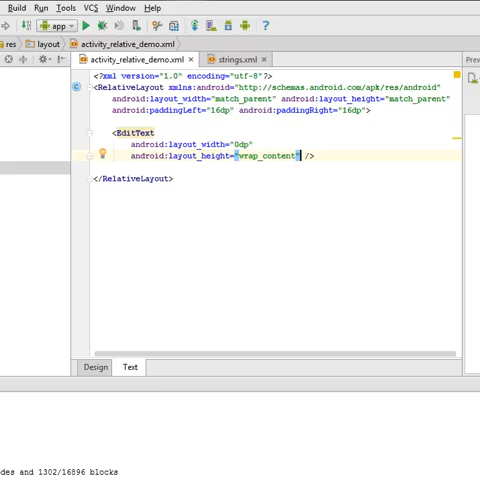 Build Run Tools VCS Window Help
app
res layout activity_relative_demo.xml
activity_relative_demo.xml × strings.xml ×
Prev
<?xml version="1.0" encoding="utf-8"?>
<RelativeLayout xmlns:android="http://schemas.android.com/apk/res/android"
android:layout_width="match_parent" android:layout_height="match_parent"
android:paddingLeft="16dp" android:paddingRight="16dp">
<EditText
android:layout_width="0dp"
android:layout_height="wrap_content" />
</RelativeLayout>
Design Text
odes and 1302/16896 blocks